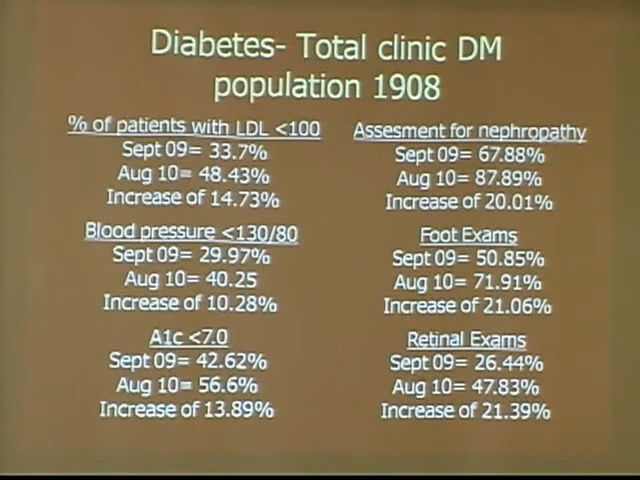 Diabetes- Total clinic DM
population 1908
% of patients with LDL <100
Sept 09= 33.7%
Aug 10= 48.43%
Increase of 14.73%
Blood pressure <130/80
Sept 09= 29.97%
Aug 10= 40.25
Increase of 10.28%
A1c <7.0
Sept 09= 42.62%
Aug 10= 56.6%
Increase of 13.89%
Assesment for nephropathy
Sept 09= 67.88%
Aug 10= 87.89%
Increase of 20.01%
Foot Exams
Sept 09= 50.85%
Aug 10= 71.91%
Increase of 21.06%
Retinal Exams
Sept 09= 26.44%
Aug 10= 47.83%
Increase of 21.39%